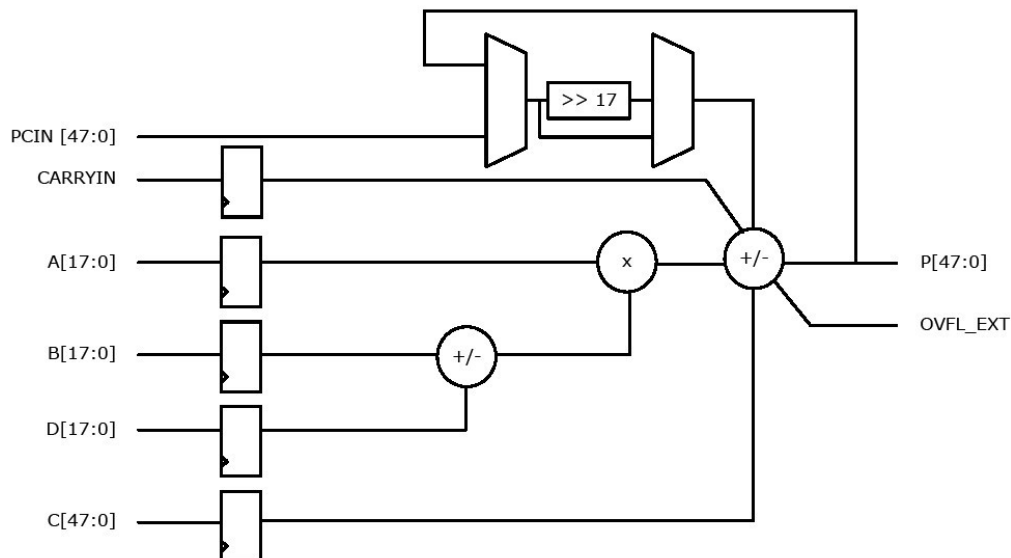 >> 17
PCIN [47:0]
CARRYIN
A[17:0]
x
+/-
P[47:0]
OVFL_EXT
B[17:0]
+/-
D[17:0]
C[47:0]